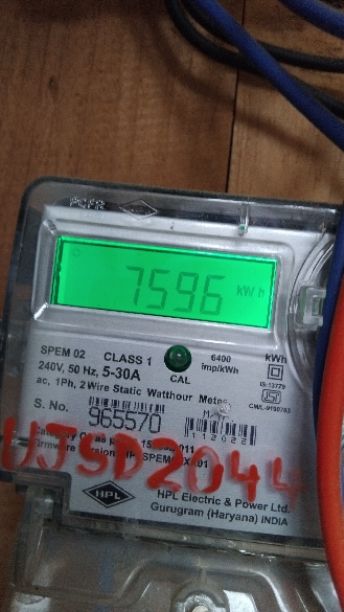 7596 kWh
SPEM 02 CLASS 1 6400 kWh
240V, 50 Hz, 5-30A imp/kWh
CAL
ac, 1Ph, 2 Wire Static Watthour Meter
IS:13779
S. No. 965570
112022
UJSD2044
HPL
HPL Electric & Power Ltd.
Gurugram (Haryana) INDIA